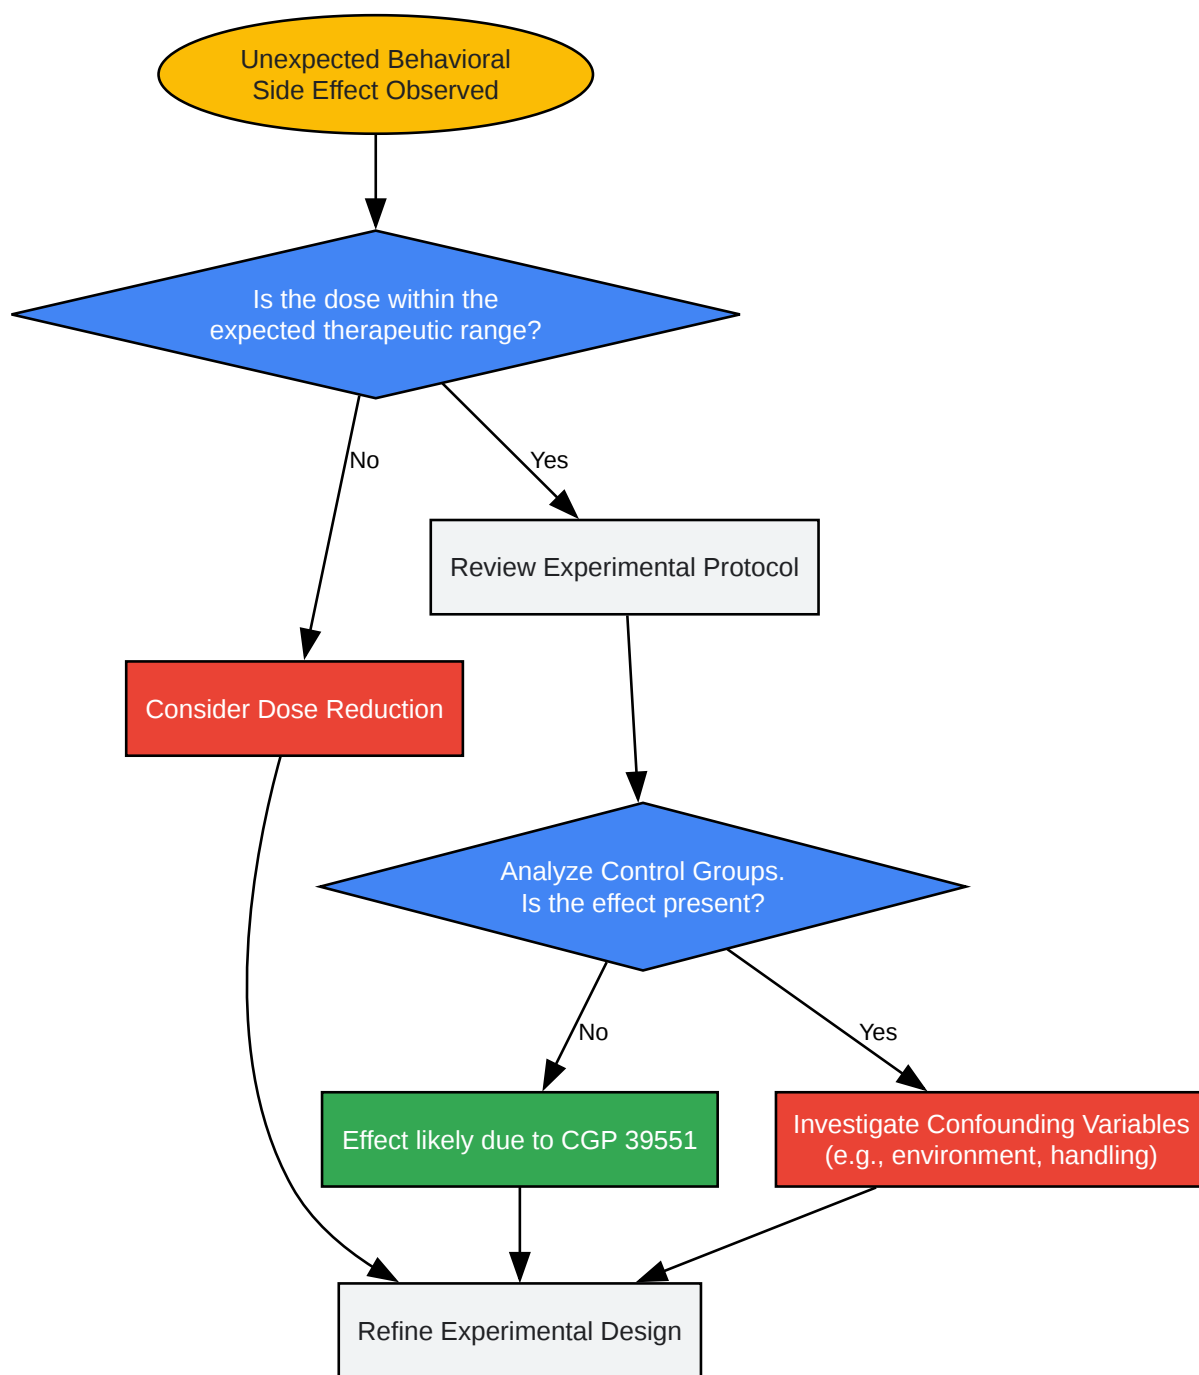 Unexpected Behavioral
Side Effect Observed
Is the dose within the
expected therapeutic range?
No
Yes
Review Experimental Protocol
Consider Dose Reduction
Analyze Control Groups.
Is the effect present?
No
Yes
Effect likely due to CGP 39551
Investigate Confounding Variables
(e.g., environment, handling)
Refine Experimental Design